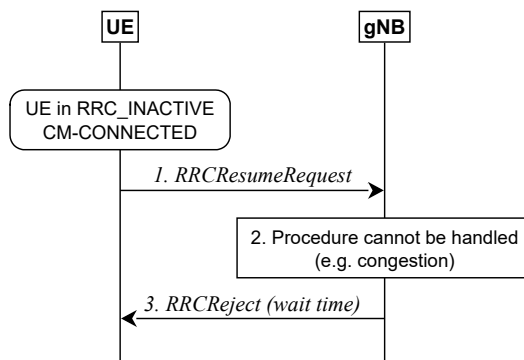 UE
gNB
UE in RRC_INACTIVE
CM-CONNECTED
1. RRCResumeRequest
2. Procedure cannot be handled
(e.g. congestion)
3. RRCReject (wait time)